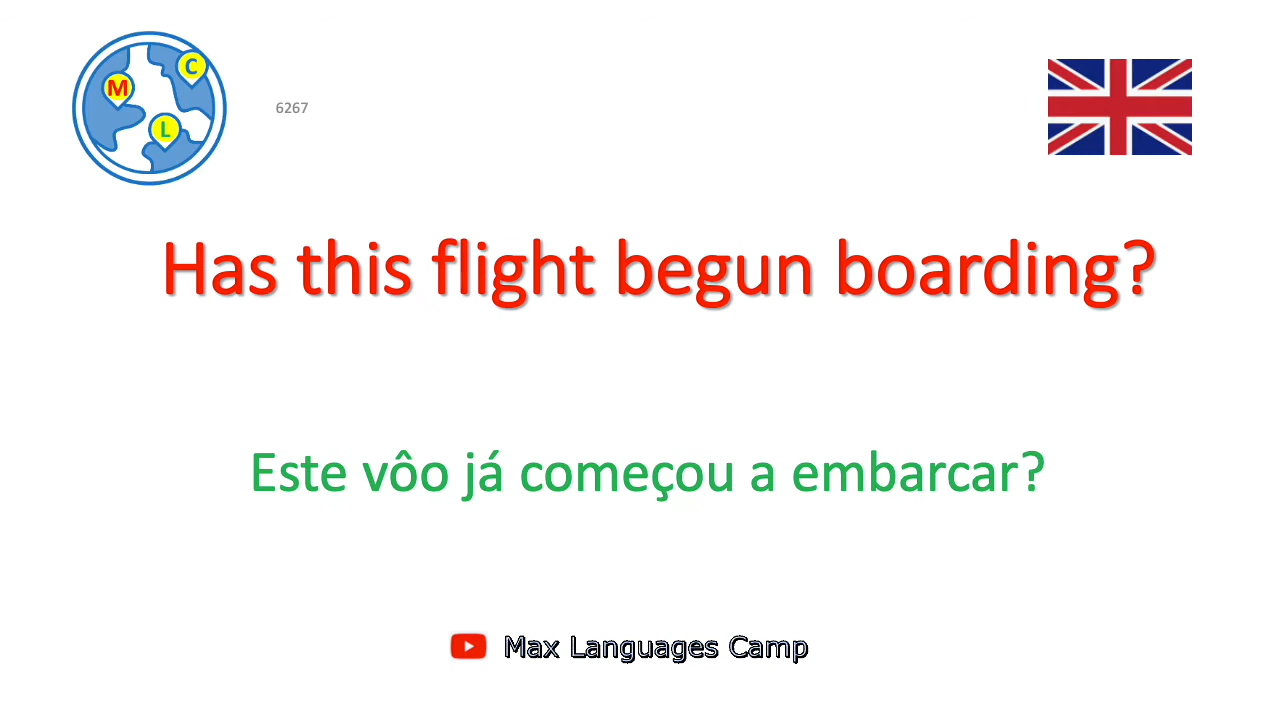 M
C
L
6267
Has this flight begun boarding?
Este vôo já começou a embarcar?
Max Languages Camp